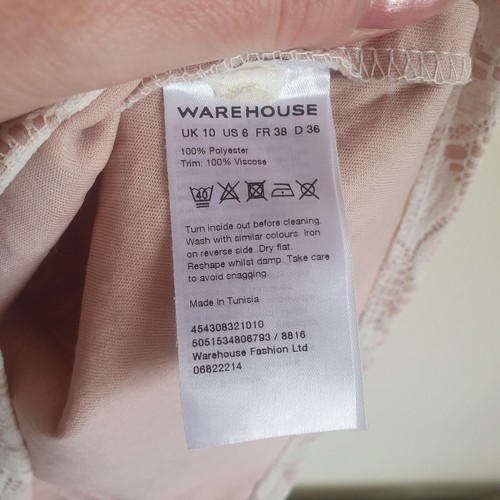 WAREHOUSE
UK 10 US 6 FR 38 D 36
100% Polyester
Trim: 100% Viscose
40
Turn inside out before cleaning.
Wash with similar colours. Iron
on reverse side. Dry flat.
Reshape whilst damp. Take care
to avoid snagging.
Made In Tunisia
454308321010
5051534806793 / 8816
Warehouse Fashion Ltd
06822214